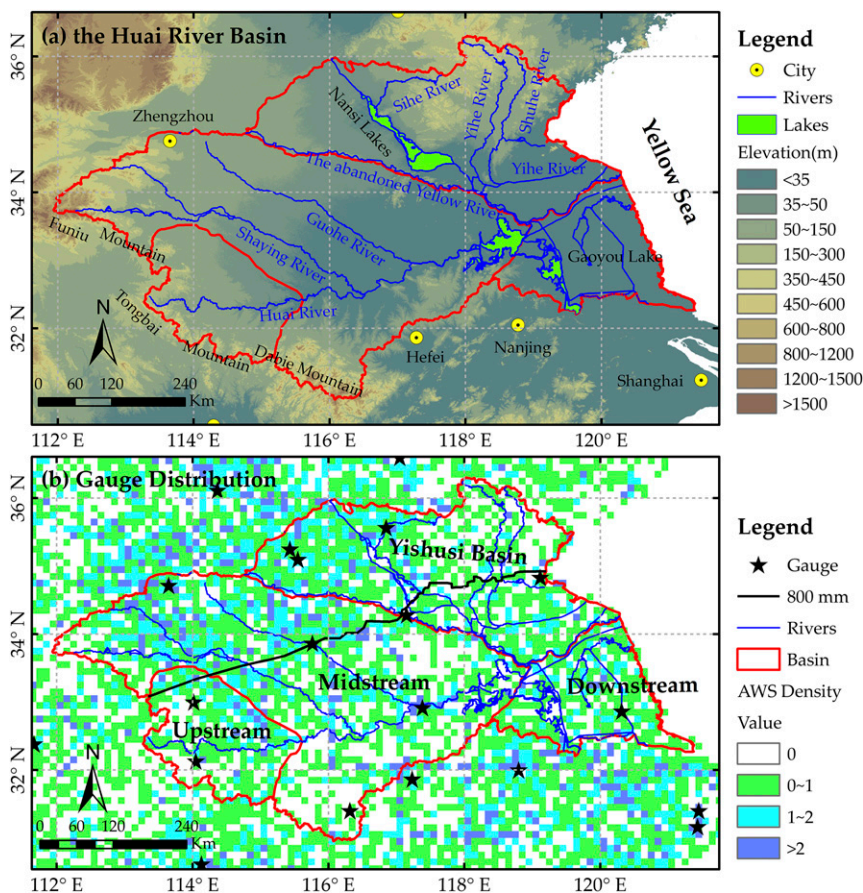 (a) the Huai River Basin
36° N
34° N
32° N
Zhengzhou
Nansi Lakes
Sihe River
Yihe River
Shuhe River
Yihe River
The abandoned Yellow River
Guohe River
Shaying River
Huai River
Gaoyou Lake
Funiu Mountain
Tongbai Mountain
Dabie Mountain
Hefei
Nanjing
Shanghai
Yellow Sea
N
0 60 120 240
Km
112° E 114° E 116° E 118° E 120° E
Legend
City
Rivers
Lakes
Elevation(m)
<35
35~50
50~150
150~300
350~450
450~600
600~800
800~1200
1200~1500
>1500
(b) Gauge Distribution
36° N
34° N
32° N
Yishusi Basin
Midstream
Downstream
Upstream
N
0 60 120 240
Km
112° E 114° E 116° E 118° E 120° E
Legend
Gauge
800 mm
Rivers
Basin
AWS Density
Value
0
0~1
1~2
>2